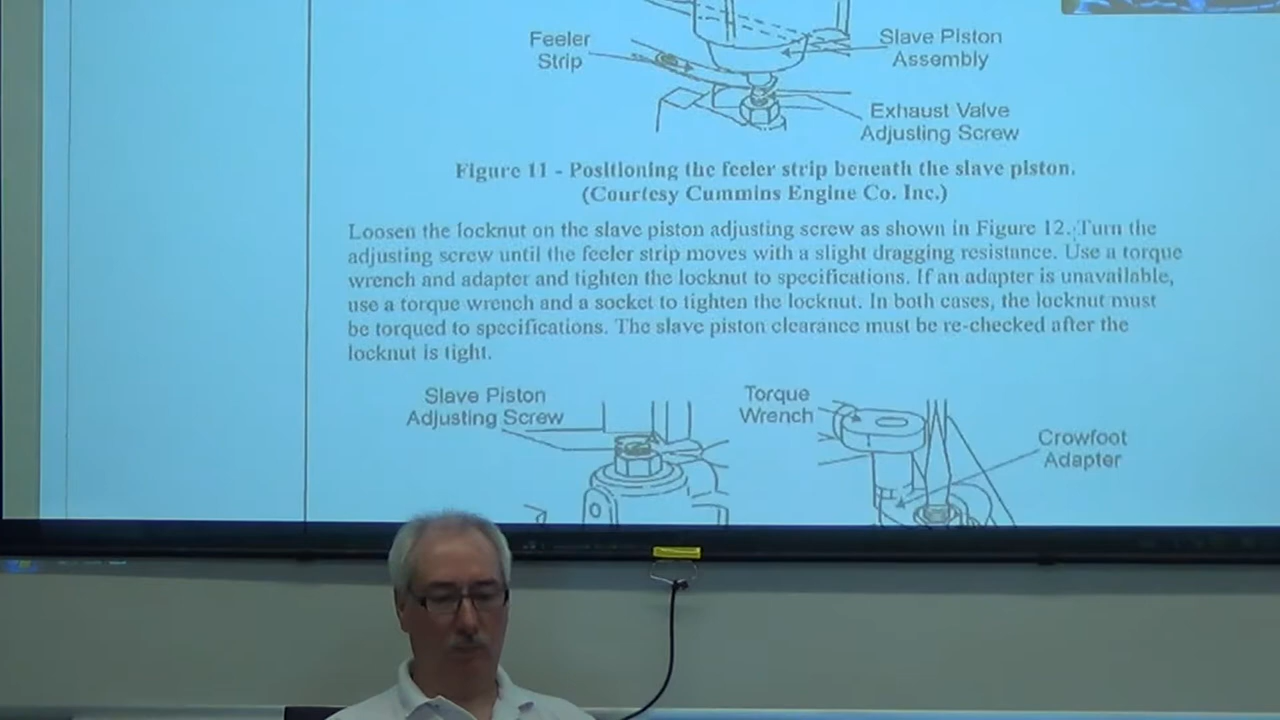 Feeler
Strip
Slave Piston
Assembly
Exhaust Valve
Adjusting Screw
Figure 11 - Positioning the feeler strip beneath the slave piston.
(Courtesy Cummins Engine Co. Inc.)
Loosen the locknut on the slave piston adjusting screw as shown in Figure 12. Turn the
adjusting screw until the feeler strip moves with a slight dragging resistance. Use a torque
wrench and adapter and tighten the locknut to specifications. If an adapter is unavailable,
use a torque wrench and a socket to tighten the locknut. In both cases, the locknut must
be torqued to specifications. The slave piston clearance must be re-checked after the
locknut is tight.
Slave Piston
Adjusting Screw
Torque
Wrench
Crowfoot
Adapter